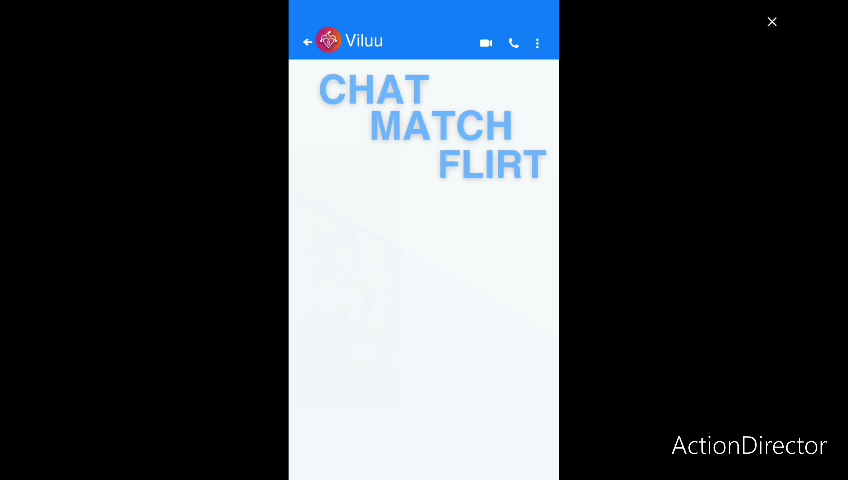 Viluu
CHAT
MATCH
FLIRT
ActionDirector